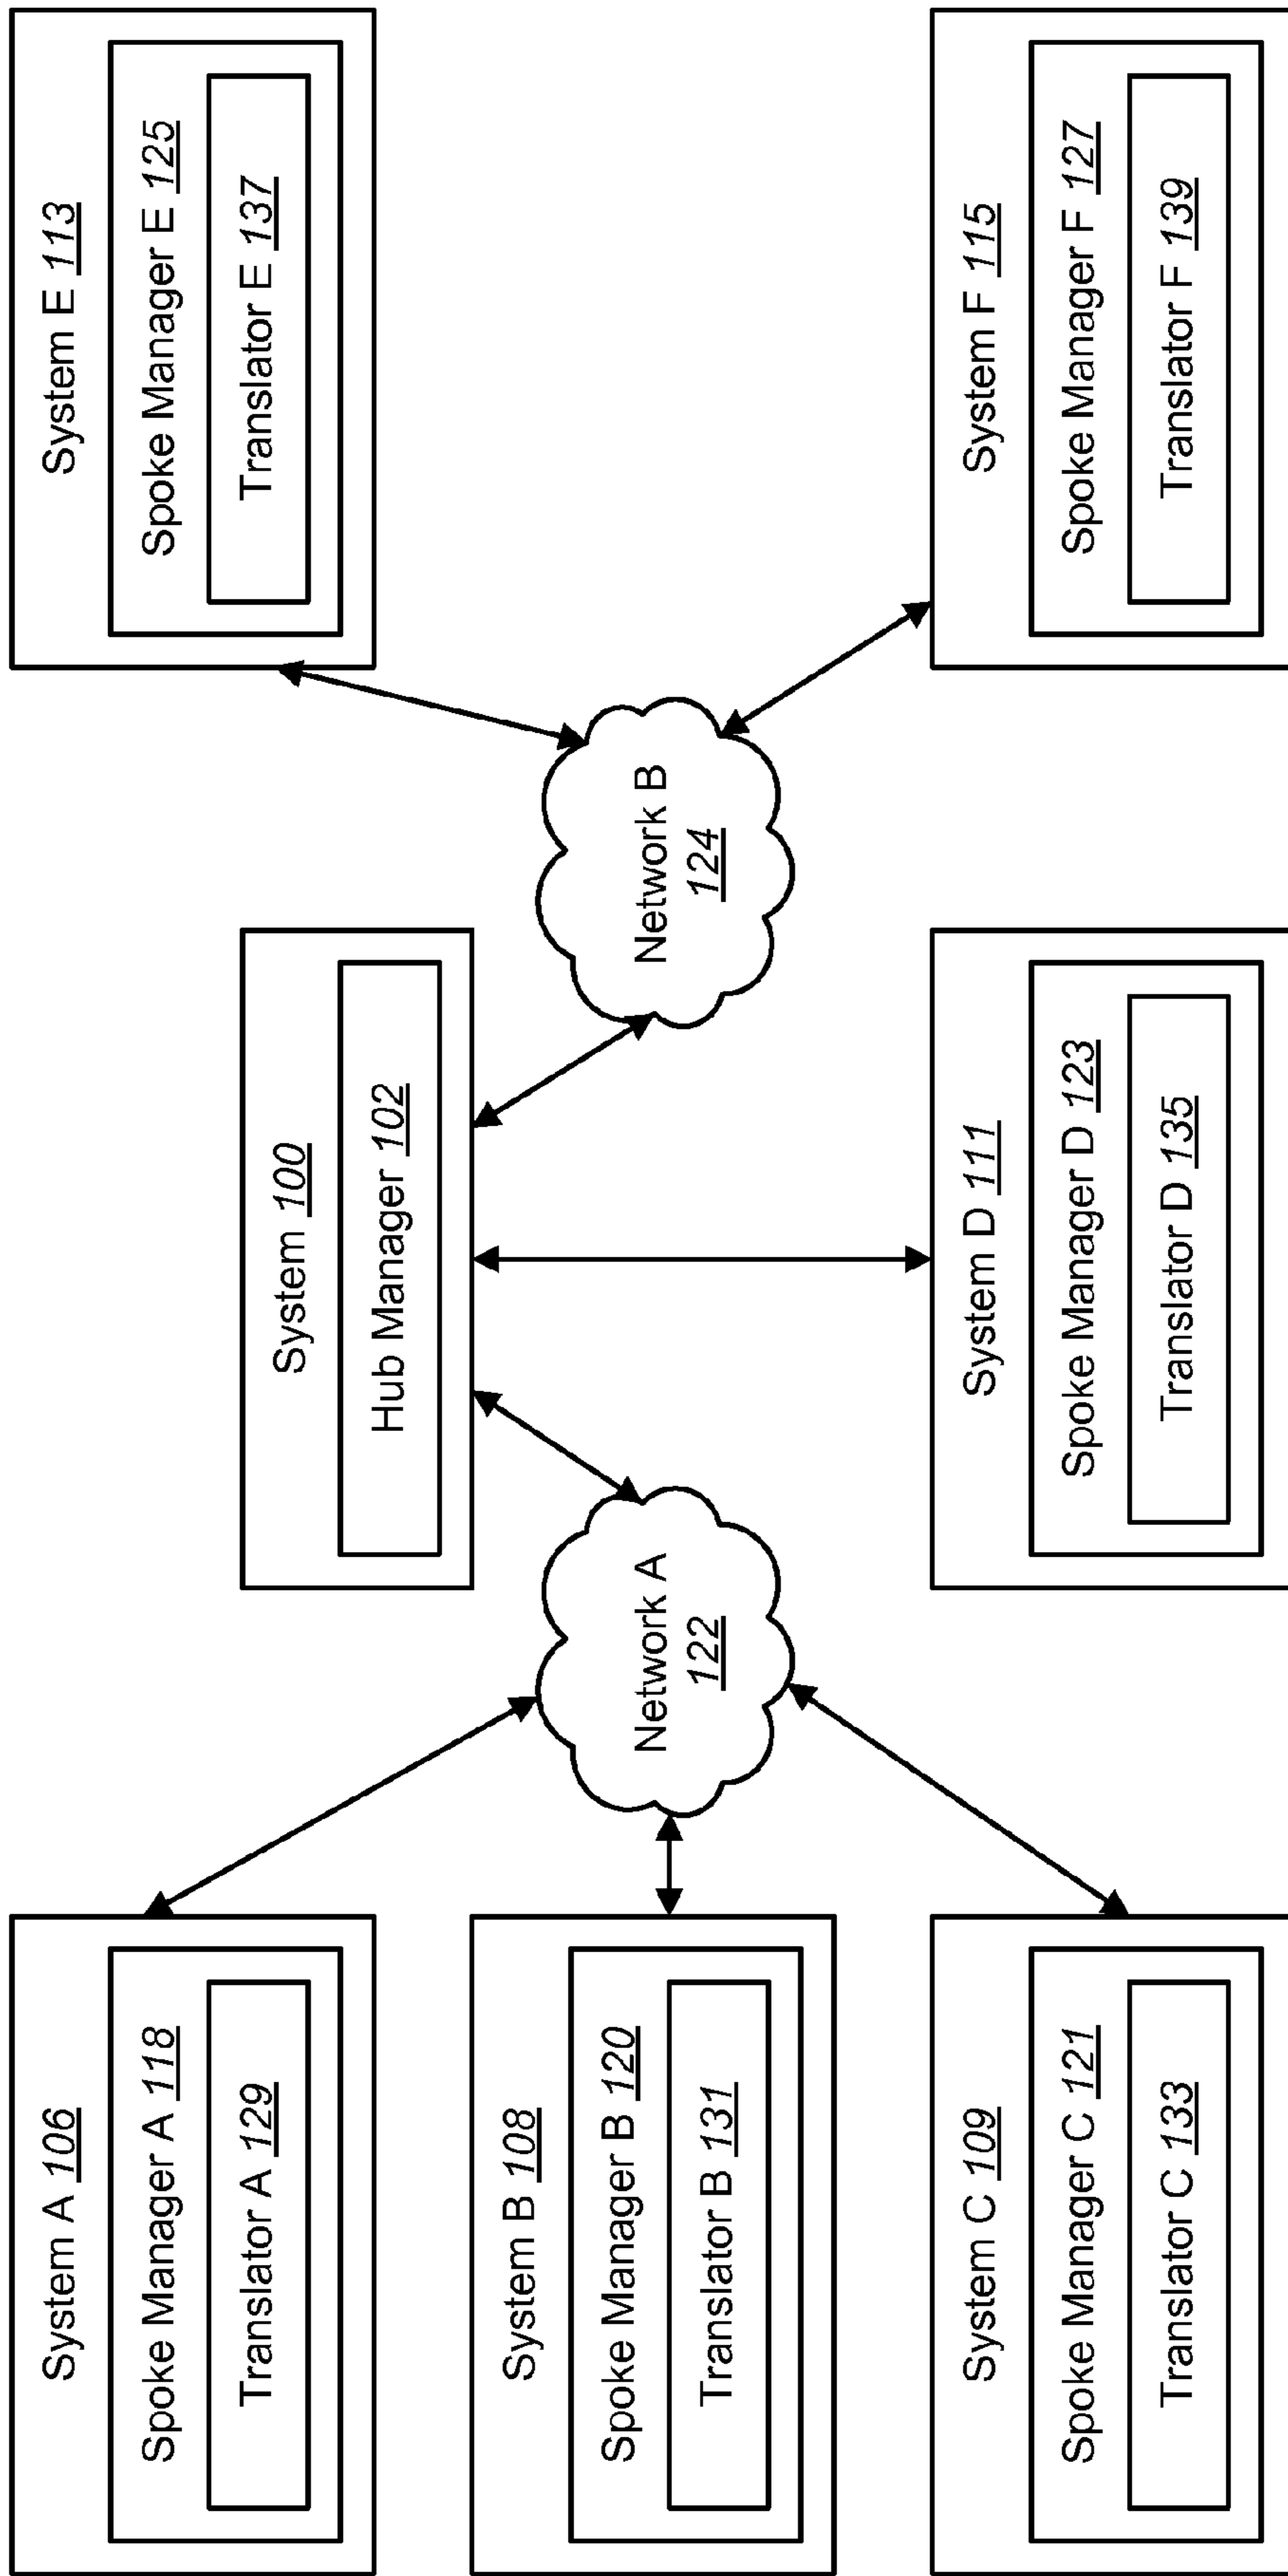 System A 106
Spoke Manager A 118
Translator A 129
System B 108
Spoke Manager B 120
Translator B 131
System C 109
Spoke Manager C 121
Translator C 133
Network A
122
System 100
Hub Manager 102
System D 111
Spoke Manager D 123
Translator D 135
Network B
124
System E 113
Spoke Manager E 125
Translator E 137
System F 115
Spoke Manager F 127
Translator F 139